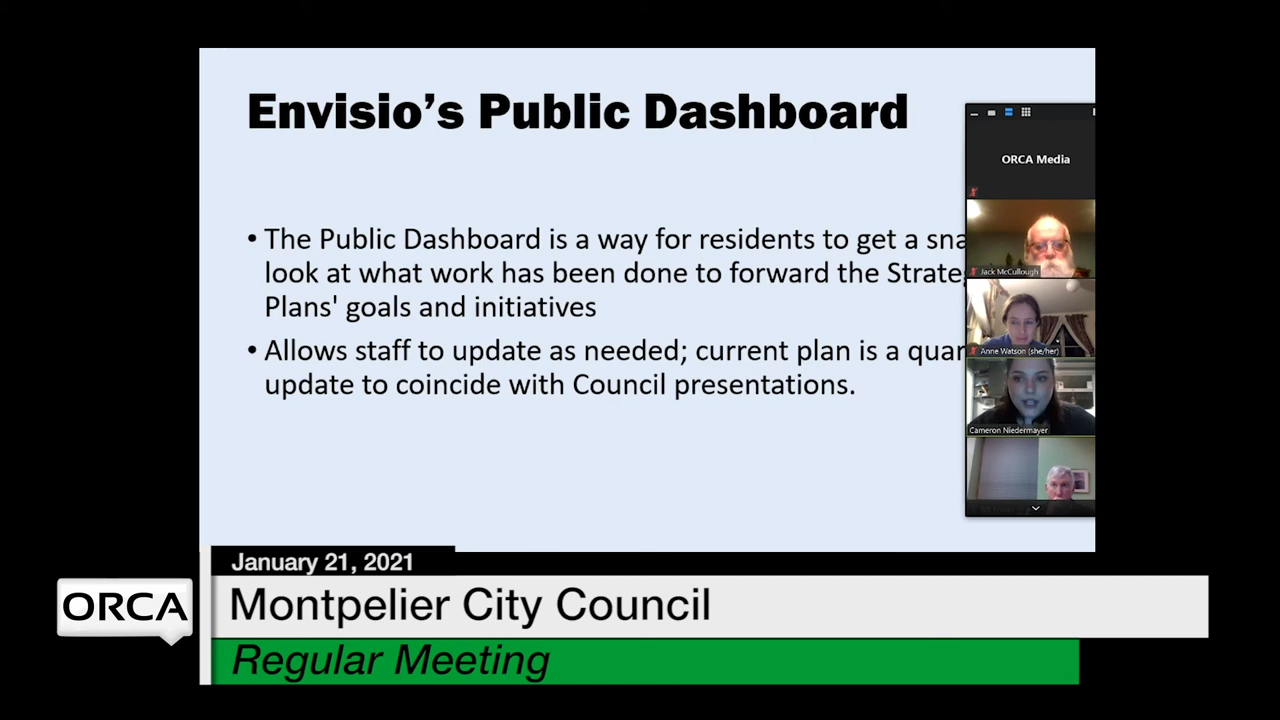 Envisio's Public Dashboard
• The Public Dashboard is a way for residents to get a sna
look at what work has been done to forward the Strate
Plans' goals and initiatives
• Allows staff to update as needed; current plan is a quar
update to coincide with Council presentations.
ORCA Media
Jack McCullough
Anne Watson (she/her)
Cameron Niedermayer
January 21, 2021
Montpelier City Council
Regular Meeting
ORCA